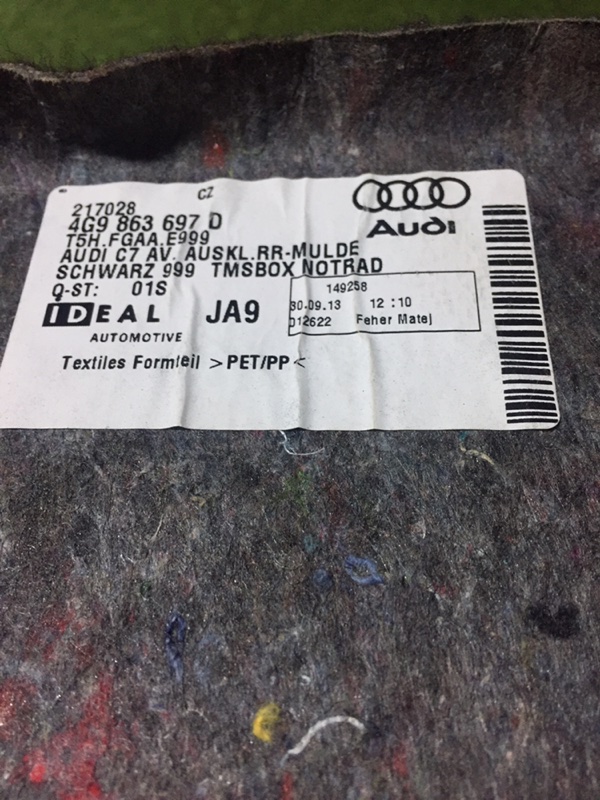 CZ
217028
4G9 863 697 D
T5H.FGAA.E999
AUDI C7 AV. AUSKL.RR-MULDE
SCHWARZ 999 TMSBOX NOTRAD
Q-ST: 01S
Audi
149258
30.09.13 12:10
D12622 Feher Matej
IDEAL JA9
AUTOMOTIVE
Textiles Formteil >PET/PP<